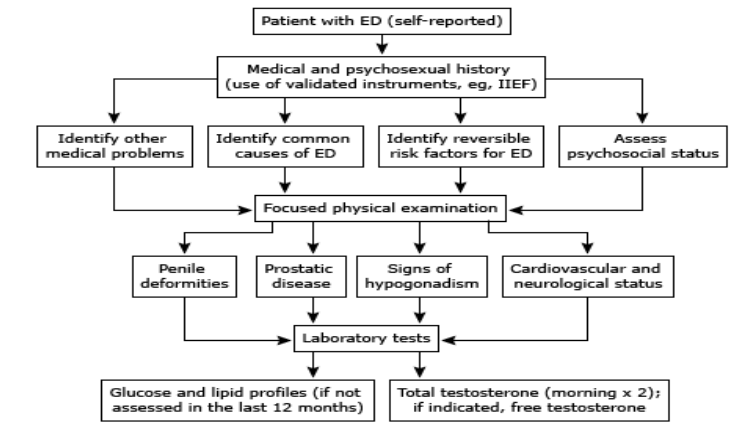 Patient with ED (self-reported)
Medical and psychosexual history
(use of validated instruments, eg, IIEF)
Identify other
medical problems
Identify common
causes of ED
Identify reversible
risk factors for ED
Assess
psychosocial status
Focused physical examination
Penile
deformities
Prostatic
disease
Signs of
hypogonadism
Cardiovascular and
neurological status
Laboratory tests
Glucose and lipid profiles (if not
assessed in the last 12 months)
Total testosterone (morning x 2);
if indicated, free testosterone